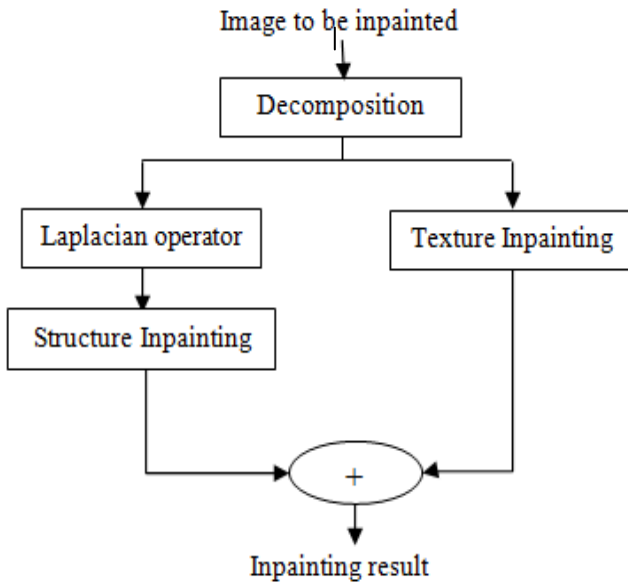 Image to be inpainted
Decomposition
Laplacian operator
Texture Inpainting
Structure Inpainting
+
Inpainting result